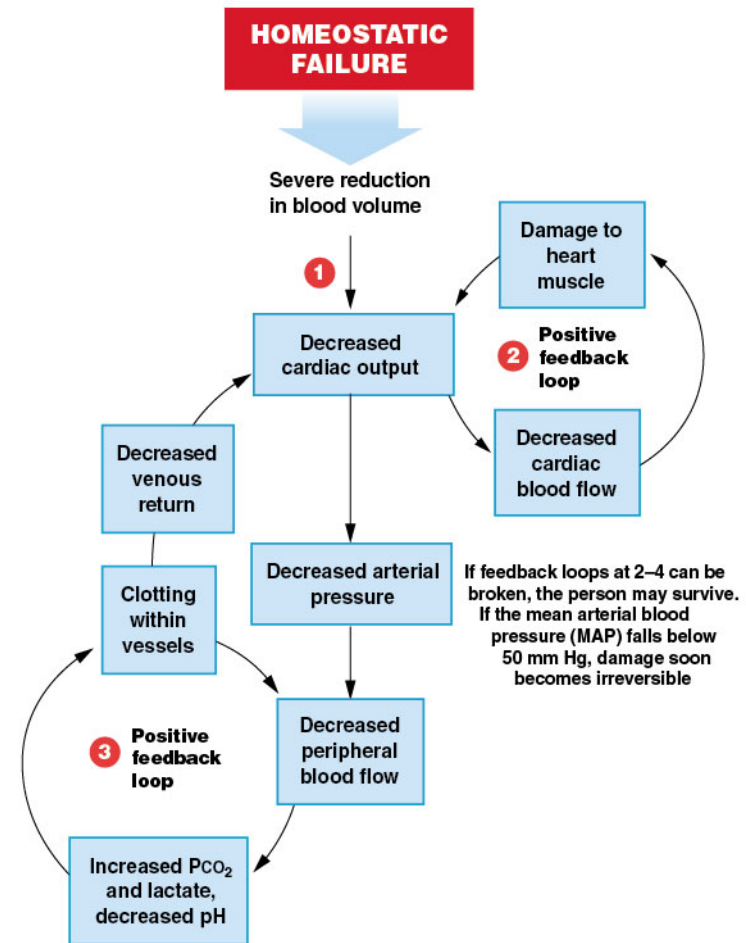 HOMEOSTATIC
FAILURE
Severe reduction
in blood volume
1
Damage to
heart
muscle
Decreased
cardiac output
2
Positive
feedback
loop
Decreased
cardiac
blood flow
Decreased
venous
return
Decreased arterial
pressure
If feedback loops at 2–4 can be
broken, the person may survive.
If the mean arterial blood
pressure (MAP) falls below
50 mm Hg, damage soon
becomes irreversible
Clotting
within
vessels
Decreased
peripheral
blood flow
3
Positive
feedback
loop
Increased PCO₂
and lactate,
decreased pH